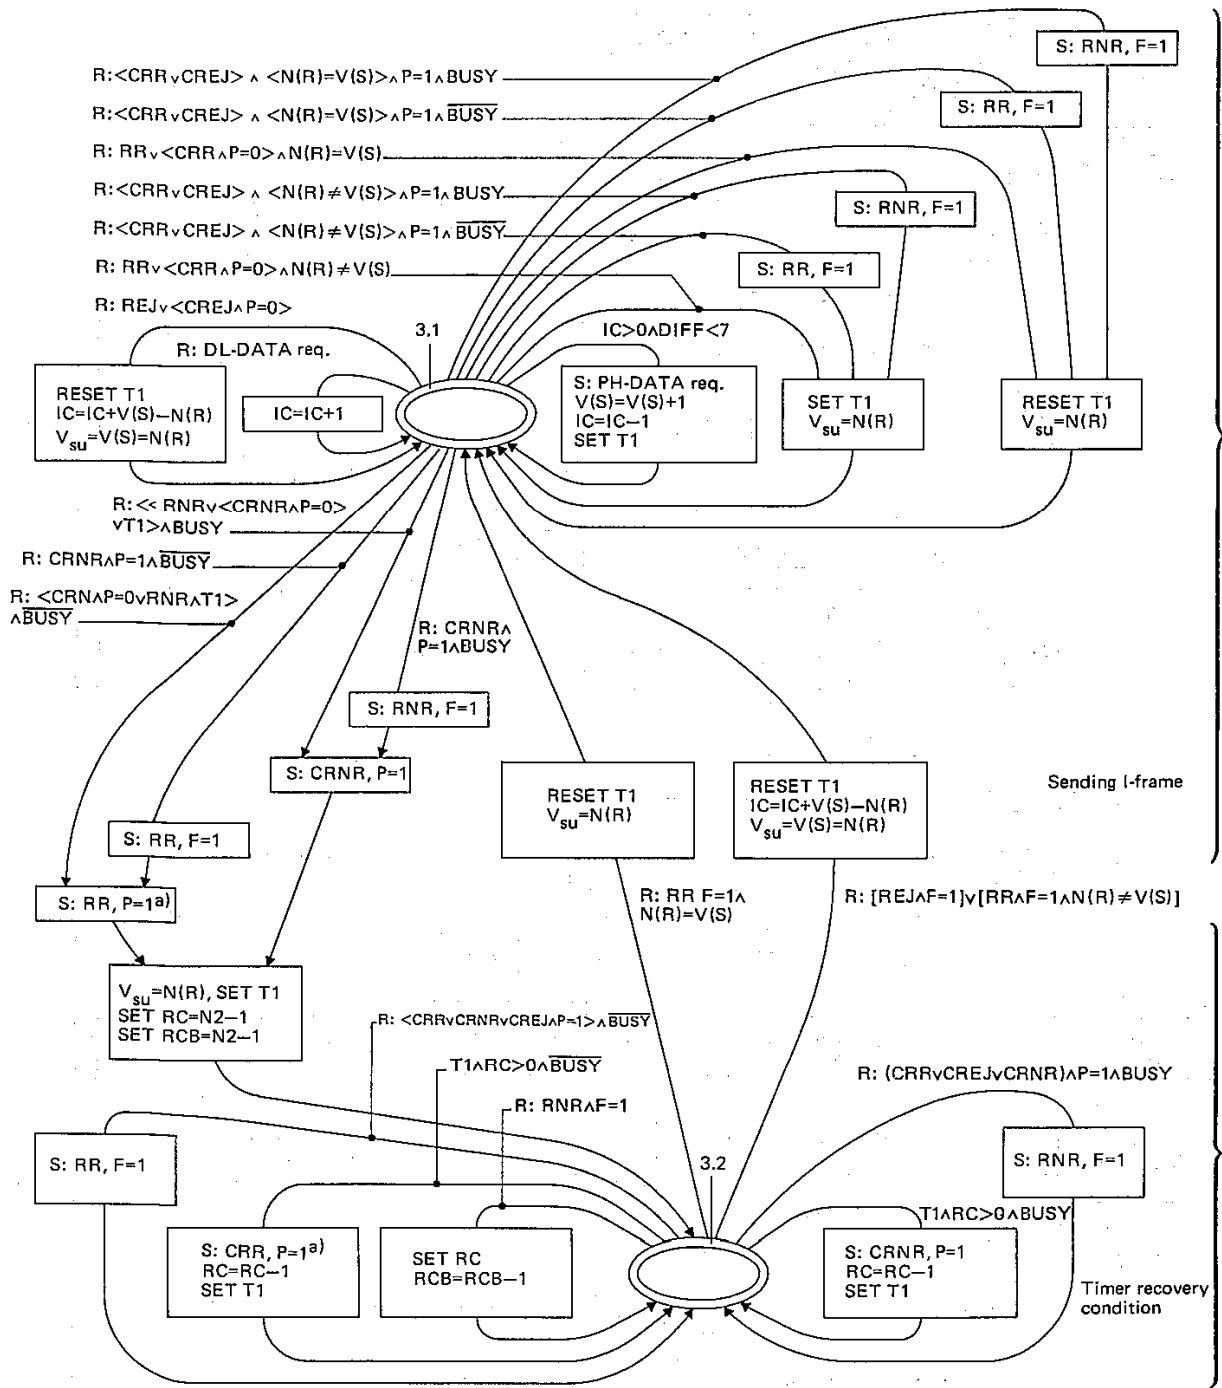 S: RNR, F=1
R:<CRR∨CREJ> ∧ <N(R)=V(S)>∧P=1∧BUSY
R:<CRR∨CREJ> ∧ <N(R)=V(S)>∧P=1∧B̅U̅S̅Y̅
S: RR, F=1
R: RR∨<CRR∧P=0>∧N(R)=V(S)
R:<CRR∨CREJ> ∧ <N(R)≠V(S)>∧P=1∧BUSY
S: RNR, F=1
R:<CRR∨CREJ> ∧ <N(R)≠V(S)>∧P=1∧B̅U̅S̅Y̅
R: RR∨<CRR∧P=0>∧N(R)≠V(S)
S: RR, F=1
R: REJ∨<CREJ∧P=0>
3.1
IC>0∧DIFF<7
R: DL-DATA req.
RESET T1
IC=IC+V(S)–N(R)
Vsu=V(S)=N(R)
IC=IC+1
S: PH-DATA req.
V(S)=V(S)+1
IC=IC–1
SET T1
SET T1
Vsu=N(R)
RESET T1
Vsu=N(R)
R:<< RNR∨<CRNR∧P=0>
∨T1>∧BUSY
R: CRNR∧P=1∧B̅U̅S̅Y̅
R: <CRN∧P=0∨RNR∧T1>
∧B̅U̅S̅Y̅
R: CRNR∧
P=1∧BUSY
S: RNR, F=1
S: CRNR, P=1
RESET T1
Vsu=N(R)
RESET T1
IC=IC+V(S)–N(R)
Vsu=V(S)=N(R)
Sending I-frame
S: RR, F=1
S: RR, P=1a)
R: RR F=1∧
N(R)=V(S)
R: [REJ∧F=1]∨[RR∧F=1∧N(R)≠V(S)]
Vsu=N(R), SET T1
SET RC=N2–1
SET RCB=N2–1
R: <CRR∨CRNR∨CREJ∧P=1>∧B̅U̅S̅Y̅
T1∧RC>0∧B̅U̅S̅Y̅
R: (CRR∨CREJ∨CRNR)∧P=1∧BUSY
R: RNR∧F=1
S: RR, F=1
3.2
S: RNR, F=1
T1∧RC>0∧BUSY
S: CRR, P=1a)
RC=RC–1
SET T1
SET RC
RCB=RCB–1
S: CRNR, P=1
RC=RC–1
SET T1
Timer recovery
condition